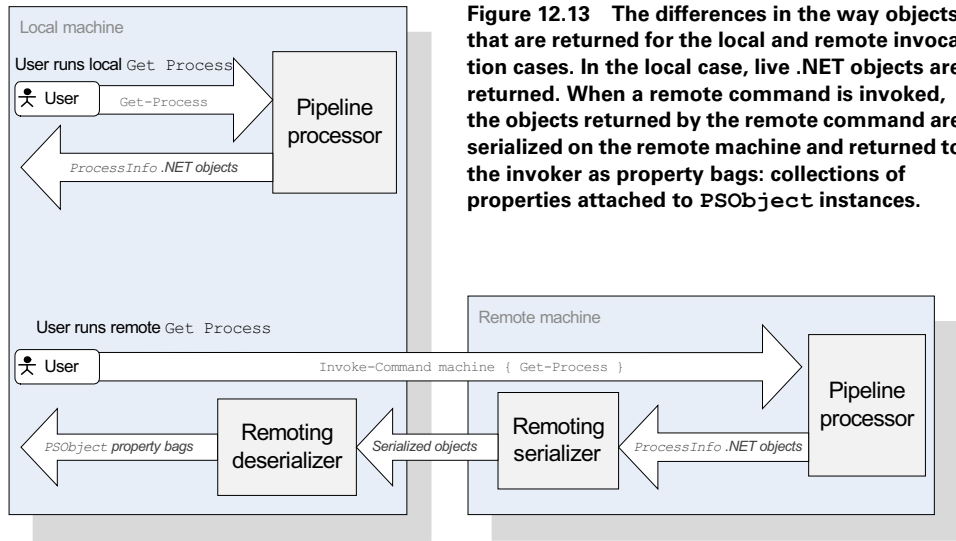 Local machine
User runs local Get Process
User
Get-Process
Pipeline
processor
ProcessInfo .NET objects
Figure 12.13 The differences in the way objects
that are returned for the local and remote invoca
tion cases. In the local case, live .NET objects are
returned. When a remote command is invoked,
the objects returned by the remote command are
serialized on the remote machine and returned to
the invoker as property bags: collections of
properties attached to PSObject instances.
User runs remote Get Process
Remote machine
User
Invoke-Command machine { Get-Process }
Pipeline
processor
PSObject property bags
Remoting
deserializer
Serialized objects
Remoting
serializer
ProcessInfo .NET objects